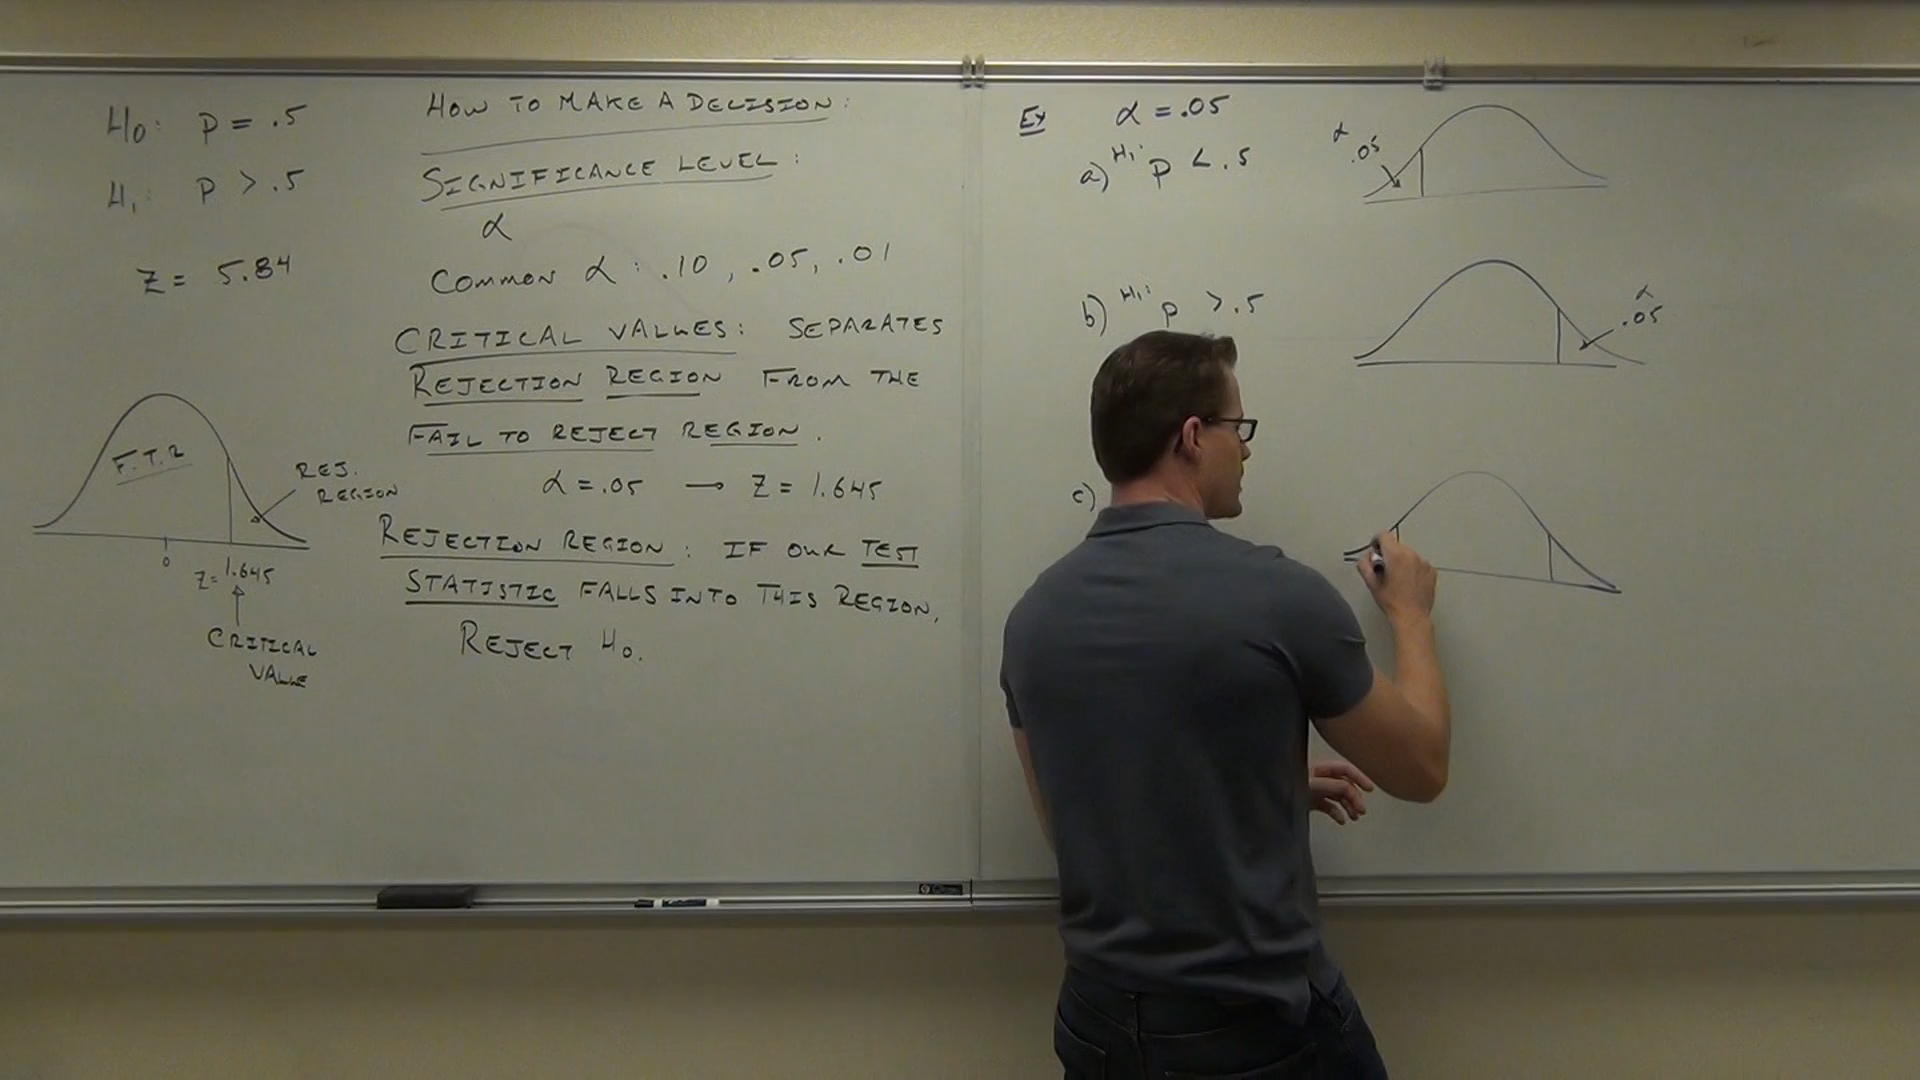 H0: p = .5
H1: p > .5
Z = 5.84
F.T.R
REJ.
REGION
0
Z = 1.645
CRITICAL
VALUE
HOW TO MAKE A DECISION:
SIGNIFICANCE LEVEL:
α
COMMON α: .10, .05, .01
CRITICAL VALUES: SEPARATES
REJECTION REGION FROM THE
FAIL TO REJECT REGION.
α = .05 → Z = 1.645
REJECTION REGION: IF OUR TEST
STATISTIC FALLS INTO THIS REGION,
REJECT H0.
Ex α = .05
a) H1: p < .5
α
.05
b) H1: p > .5
α
.05
c)